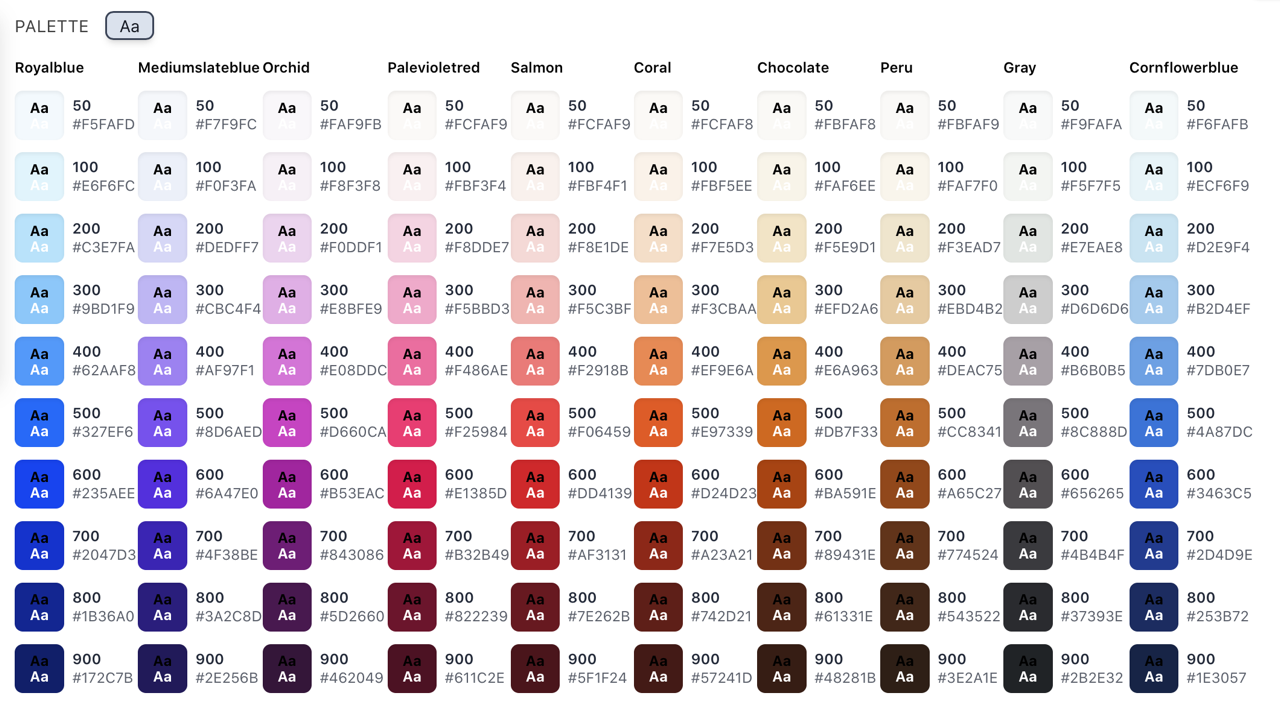 PALETTE Aa
Royalblue Mediumslateblue Orchid Palevioletred Salmon Coral Chocolate Peru Gray Cornflowerblue
Aa 50 Aa 50 Aa 50 Aa 50 Aa 50 Aa 50 Aa 50 Aa 50 Aa 50 Aa 50
Aa #F5FAFD Aa #F7F9FC Aa #FAF9FB Aa #FCFAF9 Aa #FCFAF9 Aa #FCFAF8 Aa #FBFAF8 Aa #FBFAF9 Aa #F9FAFA Aa #F6FAFB
Aa 100 Aa 100 Aa 100 Aa 100 Aa 100 Aa 100 Aa 100 Aa 100 Aa 100 Aa 100
Aa #E6F6FC Aa #F0F3FA Aa #F8F3F8 Aa #FBF3F4 Aa #FBF4F1 Aa #FBF5EE Aa #FAF6EE Aa #FAF7F0 Aa #F5F7F5 Aa #ECF6F9
Aa 200 Aa 200 Aa 200 Aa 200 Aa 200 Aa 200 Aa 200 Aa 200 Aa 200 Aa 200
Aa #C3E7FA Aa #DEDFF7 Aa #F0DDF1 Aa #F8DDE7 Aa #F8E1DE Aa #F7E5D3 Aa #F5E9D1 Aa #F3EAD7 Aa #E7EAE8 Aa #D2E9F4
Aa 300 Aa 300 Aa 300 Aa 300 Aa 300 Aa 300 Aa 300 Aa 300 Aa 300 Aa 300
Aa #9BD1F9 Aa #CBC4F4 Aa #E8BFE9 Aa #F5BBD3 Aa #F5C3BF Aa #F3CBAA Aa #EFD2A6 Aa #EBD4B2 Aa #D6D6D6 Aa #B2D4EF
Aa 400 Aa 400 Aa 400 Aa 400 Aa 400 Aa 400 Aa 400 Aa 400 Aa 400 Aa 400
Aa #62AAF8 Aa #AF97F1 Aa #E08DDC Aa #F486AE Aa #F2918B Aa #EF9E6A Aa #E6A963 Aa #DEAC75 Aa #B6B0B5 Aa #7DB0E7
Aa 500 Aa 500 Aa 500 Aa 500 Aa 500 Aa 500 Aa 500 Aa 500 Aa 500 Aa 500
Aa #327EF6 Aa #8D6AED Aa #D660CA Aa #F25984 Aa #F06459 Aa #E97339 Aa #DB7F33 Aa #CC8341 Aa #8C888D Aa #4A87DC
Aa 600 Aa 600 Aa 600 Aa 600 Aa 600 Aa 600 Aa 600 Aa 600 Aa 600 Aa 600
Aa #235AEE Aa #6A47E0 Aa #B53EAC Aa #E1385D Aa #DD4139 Aa #D24D23 Aa #BA591E Aa #A65C27 Aa #656265 Aa #3463C5
Aa 700 Aa 700 Aa 700 Aa 700 Aa 700 Aa 700 Aa 700 Aa 700 Aa 700 Aa 700
Aa #2047D3 Aa #4F38BE Aa #843086 Aa #B32B49 Aa #AF3131 Aa #A23A21 Aa #89431E Aa #774524 Aa #4B4B4F Aa #2D4D9E
Aa 800 Aa 800 Aa 800 Aa 800 Aa 800 Aa 800 Aa 800 Aa 800 Aa 800 Aa 800
Aa #1B36A0 Aa #3A2C8D Aa #5D2660 Aa #822239 Aa #7E262B Aa #742D21 Aa #61331E Aa #543522 Aa #37393E Aa #253B72
Aa 900 Aa 900 Aa 900 Aa 900 Aa 900 Aa 900 Aa 900 Aa 900 Aa 900 Aa 900
Aa #172C7B Aa #2E256B Aa #462049 Aa #611C2E Aa #5F1F24 Aa #57241D Aa #48281B Aa #3E2A1E Aa #2B2E32 Aa #1E3057